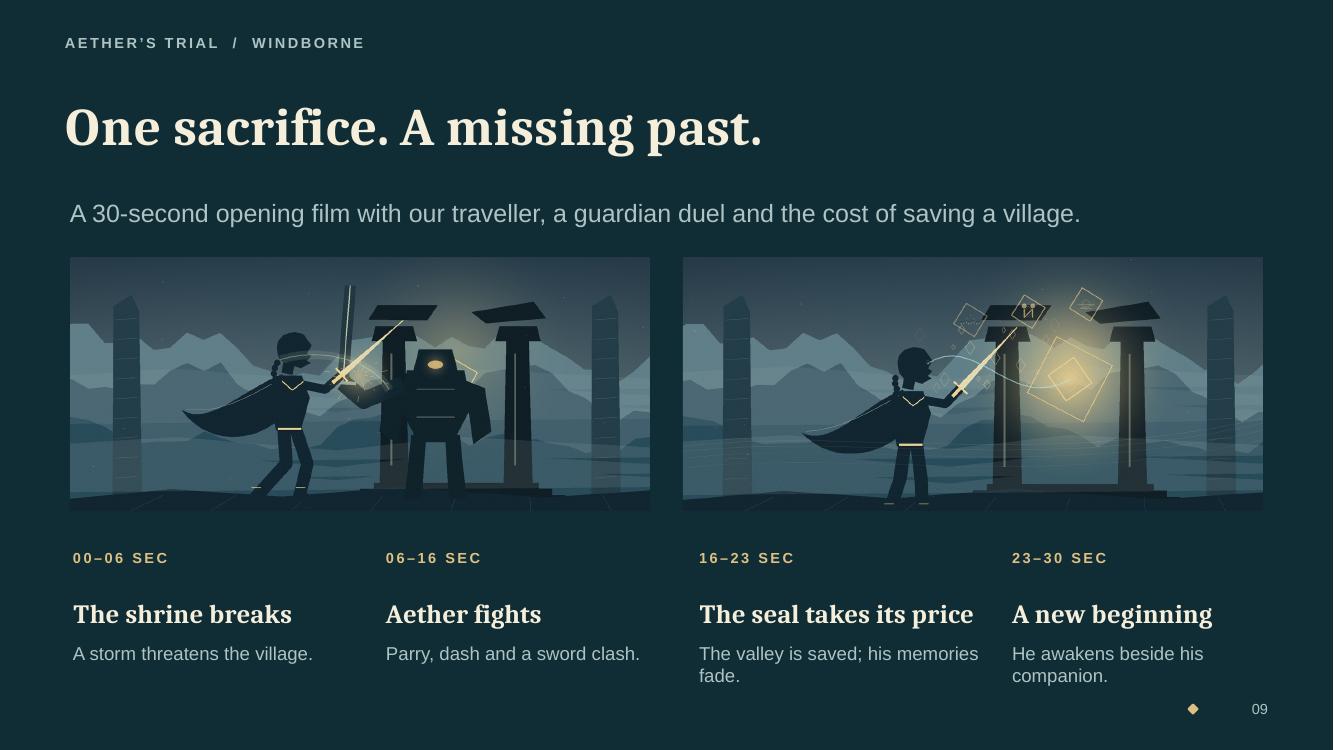 AETHER’S TRIAL / WINDBORNE
One sacrifice. A missing past.
A 30-second opening film with our traveller, a guardian duel and the cost of saving a village.
00–06 SEC
The shrine breaks
A storm threatens the village.
06–16 SEC
Aether fights
Parry, dash and a sword clash.
16–23 SEC
The seal takes its price
The valley is saved; his memories
fade.
23–30 SEC
A new beginning
He awakens beside his
companion.
09